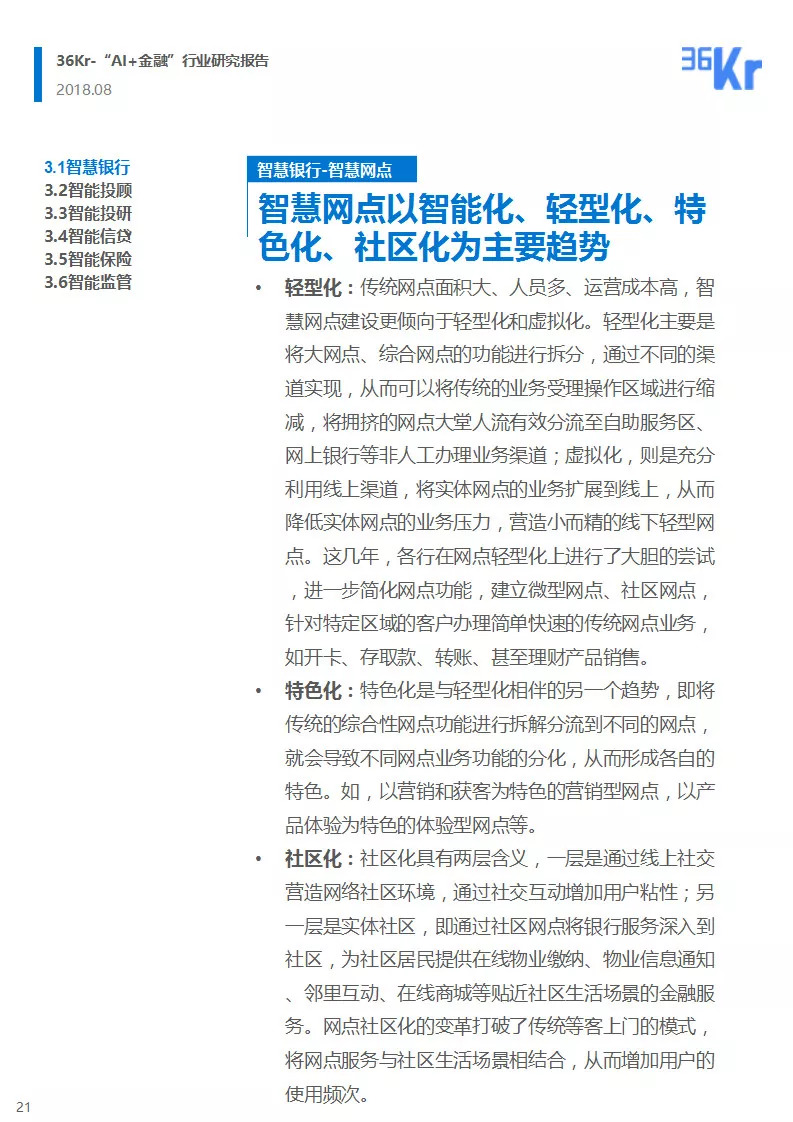 36Kr-“AI+金融”行业研究报告
2018.08
36Kr
3.1智慧银行
3.2智能投顾
3.3智能投研
3.4智能信贷
3.5智能保险
3.6智能监管
智慧银行-智慧网点
智慧网点以智能化、轻型化、特
色化、社区化为主要趋势
• 轻型化：传统网点面积大、人员多、运营成本高，智
慧网点建设更倾向于轻型化和虚拟化。轻型化主要是
将大网点、综合网点的功能进行拆分，通过不同的渠
道实现，从而可以将传统的业务受理操作区域进行缩
减，将拥挤的网点大堂人流有效分流至自助服务区、
网上银行等非人工办理业务渠道；虚拟化，则是充分
利用线上渠道，将实体网点的业务扩展到线上，从而
降低实体网点的业务压力，营造小而精的线下轻型网
点。这几年，各行在网点轻型化上进行了大胆的尝试
，进一步简化网点功能，建立微型网点、社区网点，
针对特定区域的客户办理简单快速的传统网点业务，
如开卡、存取款、转账、甚至理财产品销售。
• 特色化：特色化是与轻型化相伴的另一个趋势，即将
传统的综合性网点功能进行拆解分流到不同的网点，
就会导致不同网点业务功能的分化，从而形成各自的
特色。如，以营销和获客为特色的营销型网点，以产
品体验为特色的体验型网点等。
• 社区化：社区化具有两层含义，一层是通过线上社交
营造网络社区环境，通过社交互动增加用户粘性；另
一层是实体社区，即通过社区网点将银行服务深入到
社区，为社区居民提供在线物业缴纳、物业信息通知
、邻里互动、在线商城等贴近社区生活场景的金融服
务。网点社区化的变革打破了传统等客上门的模式，
将网点服务与社区生活场景相结合，从而增加用户的
使用频次。
21